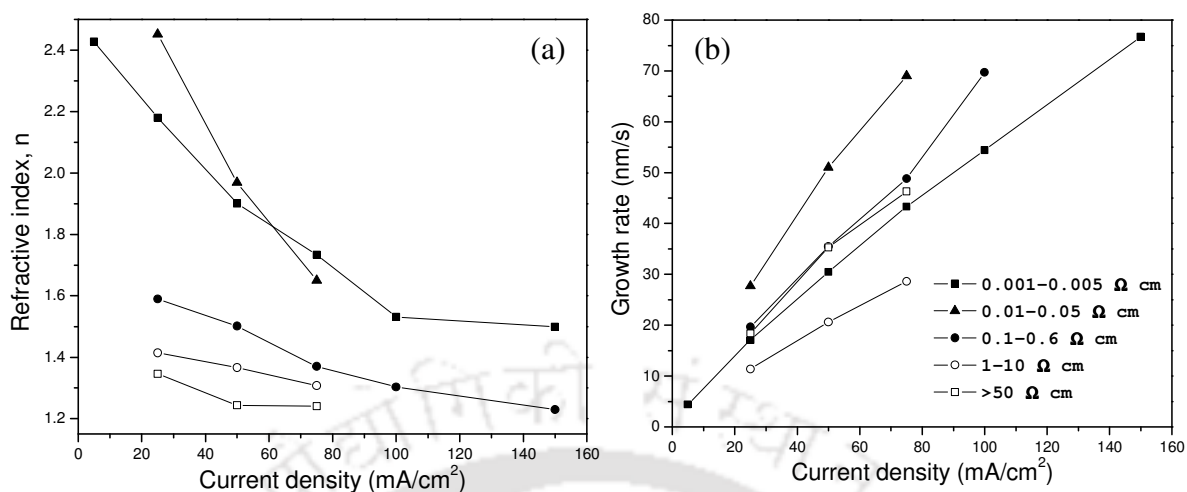 (a)
2.4
2.2
2.0
1.8
1.6
1.4
1.2
0 20 40 60 80 100 120 140 160
Refractive index, n
Current density (mA/cm²)
(b)
80
70
60
50
40
30
20
10
0
0 20 40 60 80 100 120 140 160
Growth rate (nm/s)
Current density (mA/cm²)
0.001-0.005 Ω cm
0.01-0.05 Ω cm
0.1-0.6 Ω cm
1-10 Ω cm
>50 Ω cm